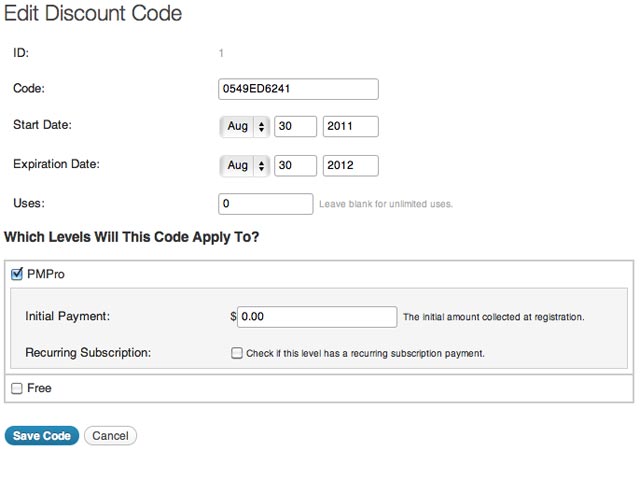 Edit Discount Code
ID: 1
Code: 0549ED6241
Start Date: Aug 30 2011
Expiration Date: Aug 30 2012
Uses: 0 Leave blank for unlimited uses.
Which Levels Will This Code Apply To?
PMPro
Initial Payment: $ 0.00 The initial amount collected at registration.
Recurring Subscription: Check if this level has a recurring subscription payment.
Free
Save Code Cancel